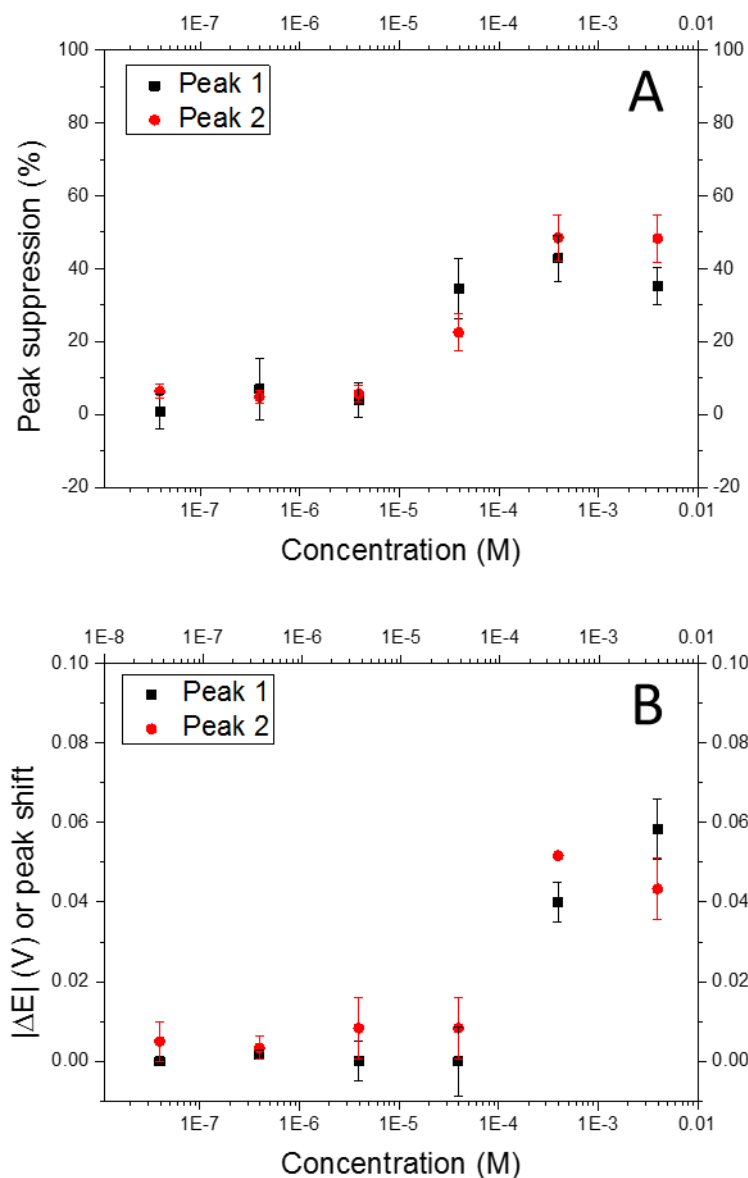 1E-7 1E-6 1E-5 1E-4 1E-3 0.01
100 100
Peak 1
A
Peak 2
80 80
60 60
40 40
20 20
0 0
-20 -20
Peak suppression (%)
1E-7 1E-6 1E-5 1E-4 1E-3 0.01
Concentration (M)
1E-8 1E-7 1E-6 1E-5 1E-4 1E-3 0.01
0.10 0.10
Peak 1
B
Peak 2
0.08 0.08
0.06 0.06
0.04 0.04
0.02 0.02
0.00 0.00
|ΔE| (V) or peak shift
1E-7 1E-6 1E-5 1E-4 1E-3 0.01
Concentration (M)